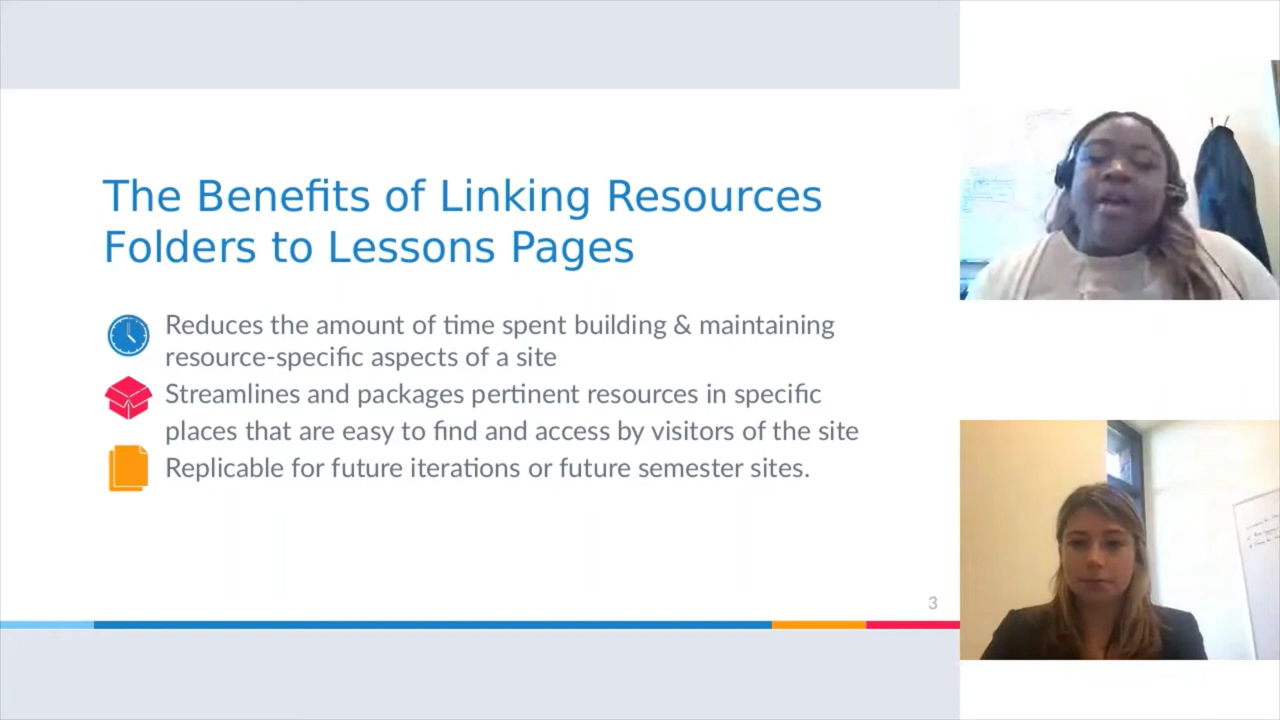 The Benefits of Linking Resources
Folders to Lessons Pages
Reduces the amount of time spent building & maintaining
resource-specific aspects of a site
Streamlines and packages pertinent resources in specific
places that are easy to find and access by visitors of the site
Replicable for future iterations or future semester sites.
3